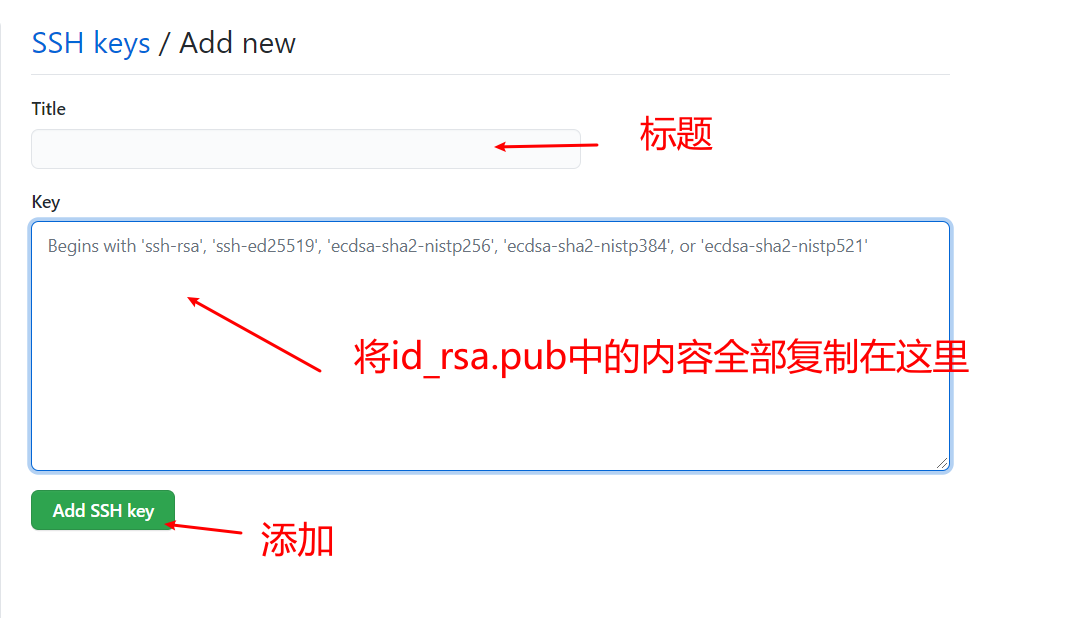 SSH keys / Add new
Title
标题
Key
Begins with 'ssh-rsa', 'ssh-ed25519', 'ecdsa-sha2-nistp256', 'ecdsa-sha2-nistp384', or 'ecdsa-sha2-nistp521'
将id_rsa.pub中的内容全部复制在这里
Add SSH key
添加